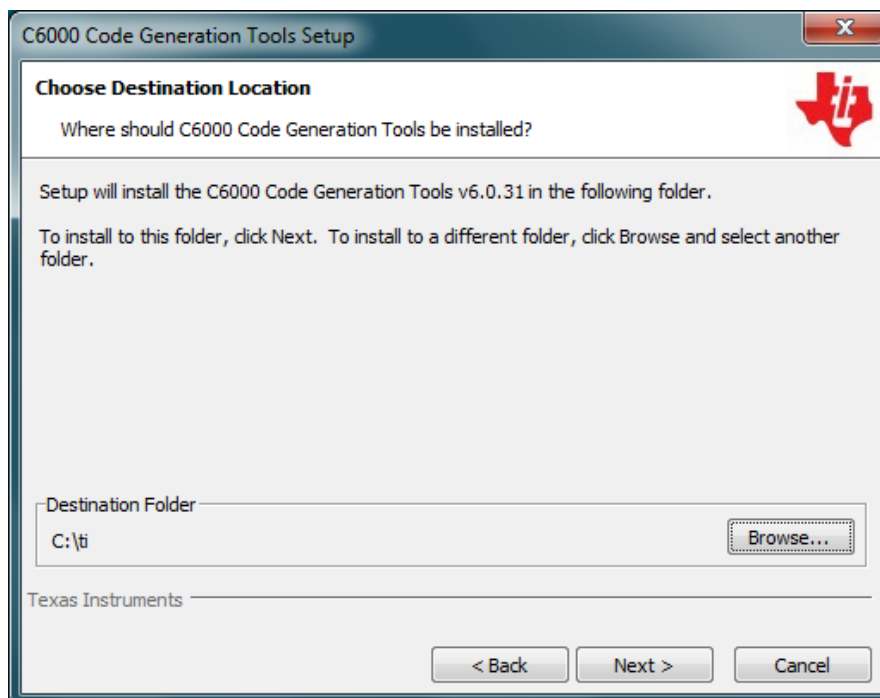 C6000 Code Generation Tools Setup
Choose Destination Location
Where should C6000 Code Generation Tools be installed?
Setup will install the C6000 Code Generation Tools v6.0.31 in the following folder.
To install to this folder, click Next. To install to a different folder, click Browse and select another
folder.
Destination Folder
C:\ti
Browse...
Texas Instruments
< Back
Next >
Cancel